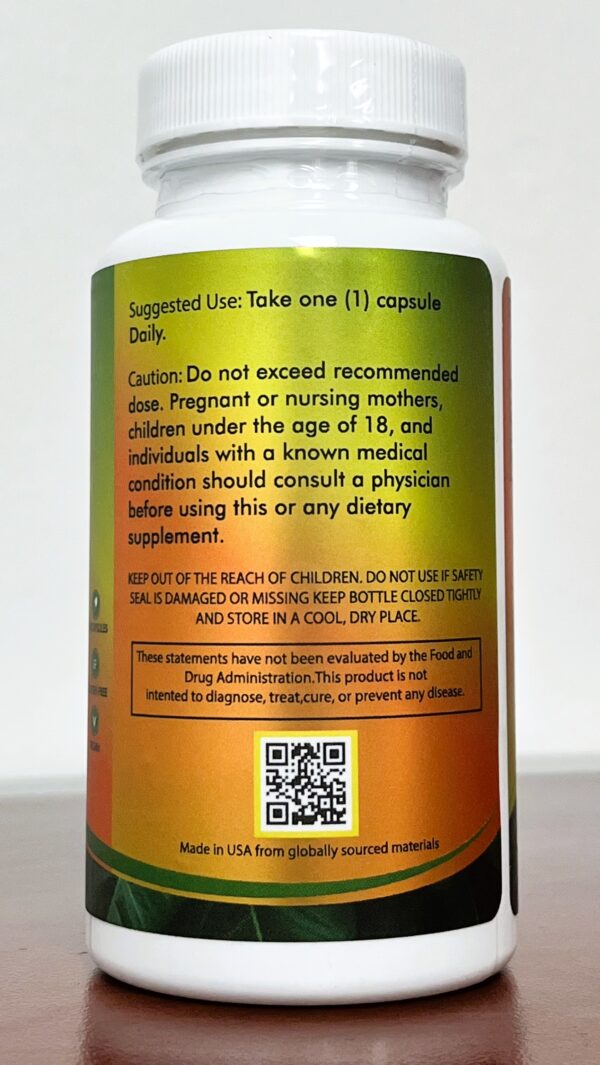 Suggested Use: Take one (1) capsule
Daily.
Caution: Do not exceed recommended
dose. Pregnant or nursing mothers,
children under the age of 18, and
individuals with a known medical
condition should consult a physician
before using this or any dietary
supplement.
KEEP OUT OF THE REACH OF CHILDREN. DO NOT USE IF SAFETY
SEAL IS DAMAGED OR MISSING KEEP BOTTLE CLOSED TIGHTLY
AND STORE IN A COOL, DRY PLACE.
These statements have not been evaluated by the Food and
Drug Administration.This product is not
intended to diagnose, treat,cure, or prevent any disease.
Made in USA from globally sourced materials